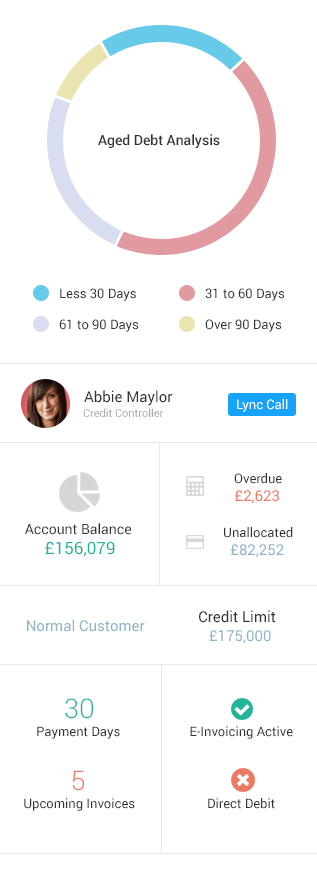 Aged Debt Analysis
Less 30 Days
31 to 60 Days
61 to 90 Days
Over 90 Days
Abbie Maylor
Credit Controller
Lync Call
Account Balance
£156,079
Overdue
£2,623
Unallocated
£82,252
Normal Customer
Credit Limit
£175,000
30
Payment Days
E-Invoicing Active
5
Upcoming Invoices
Direct Debit